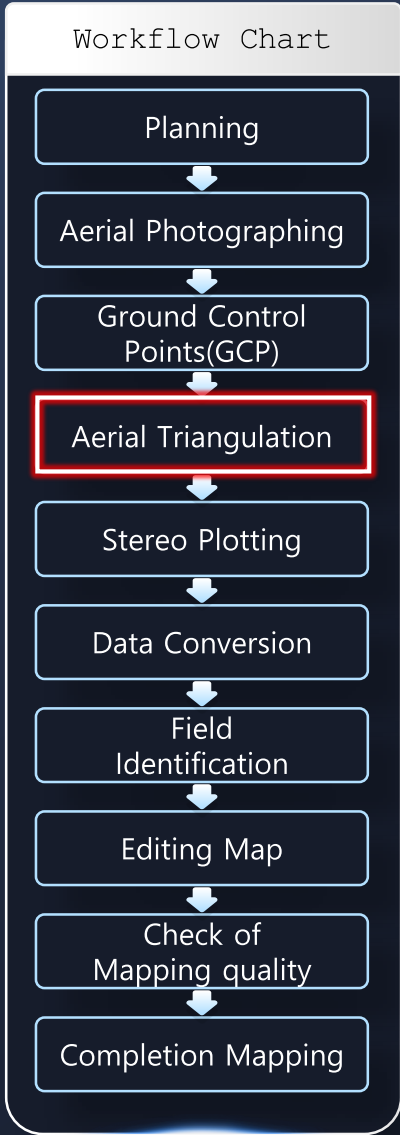 Workflow Chart
Planning
Aerial Photographing
Ground Control
Points(GCP)
Aerial Triangulation
Stereo Plotting
Data Conversion
Field
Identification
Editing Map
Check of
Mapping quality
Completion Mapping